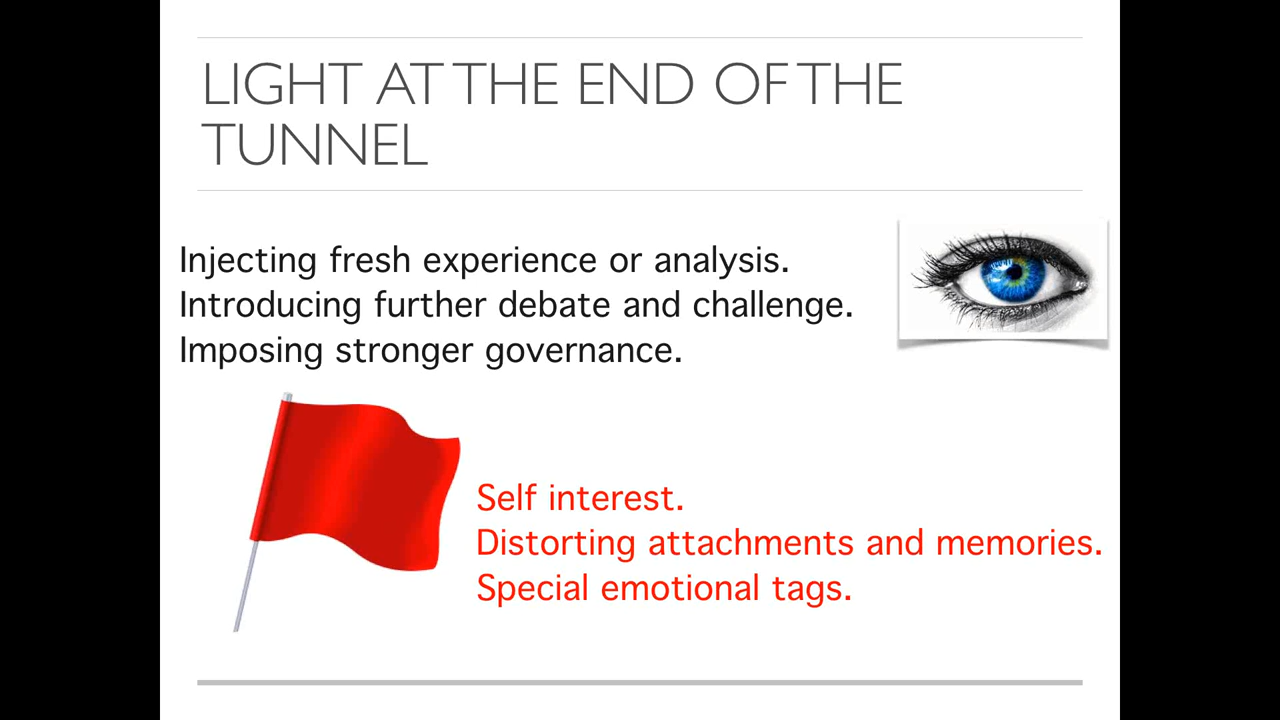 LIGHT AT THE END OF THE
TUNNEL
Injecting fresh experience or analysis.
Introducing further debate and challenge.
Imposing stronger governance.
Self interest.
Distorting attachments and memories.
Special emotional tags.